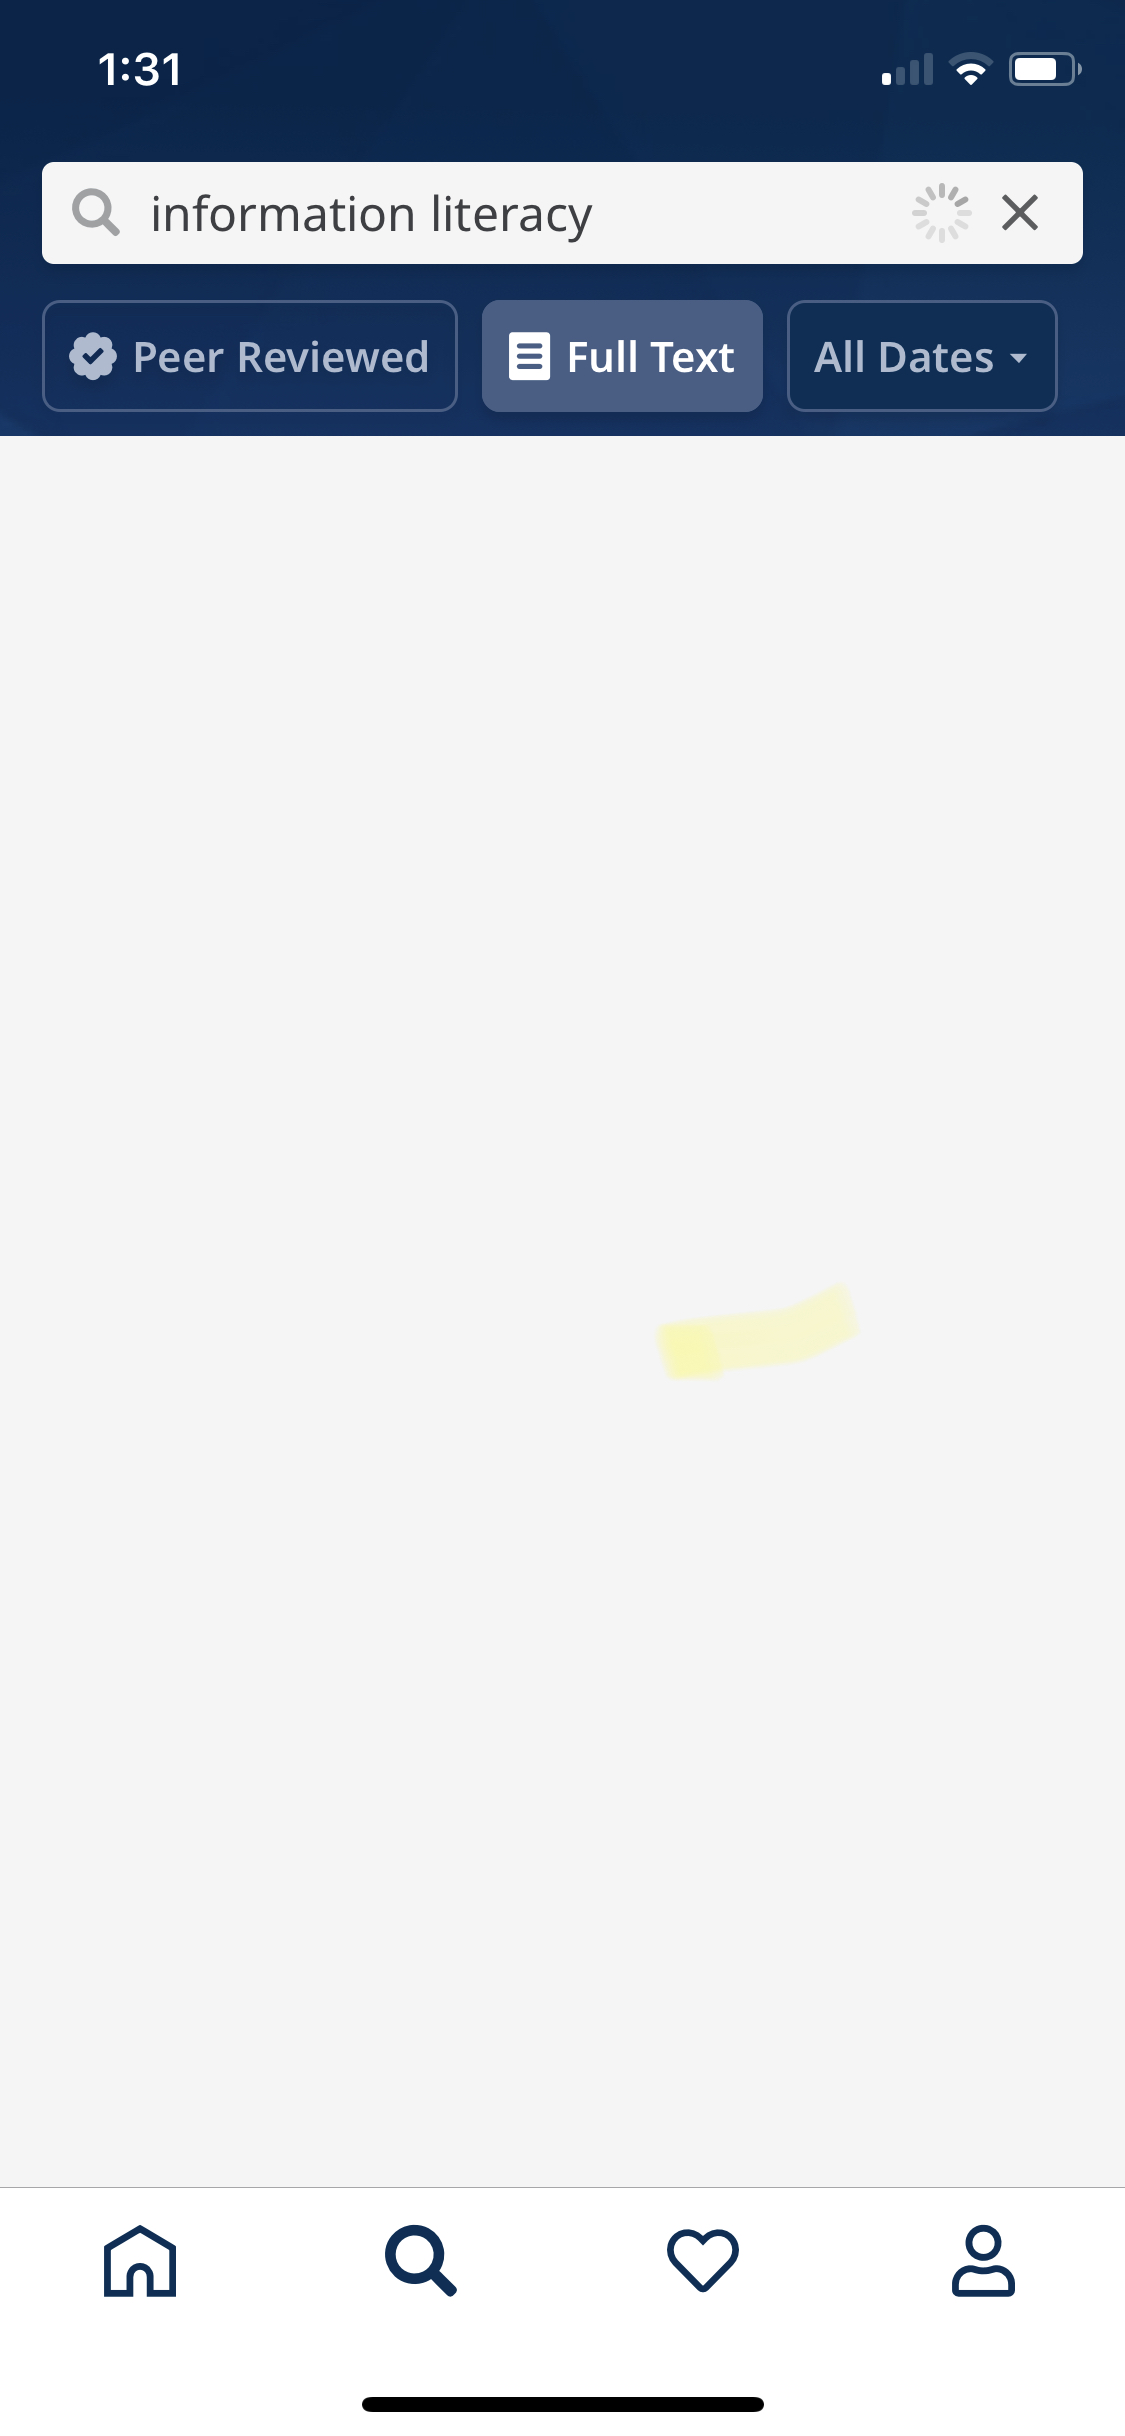 1:31
information literacy
Peer Reviewed
Full Text
All Dates